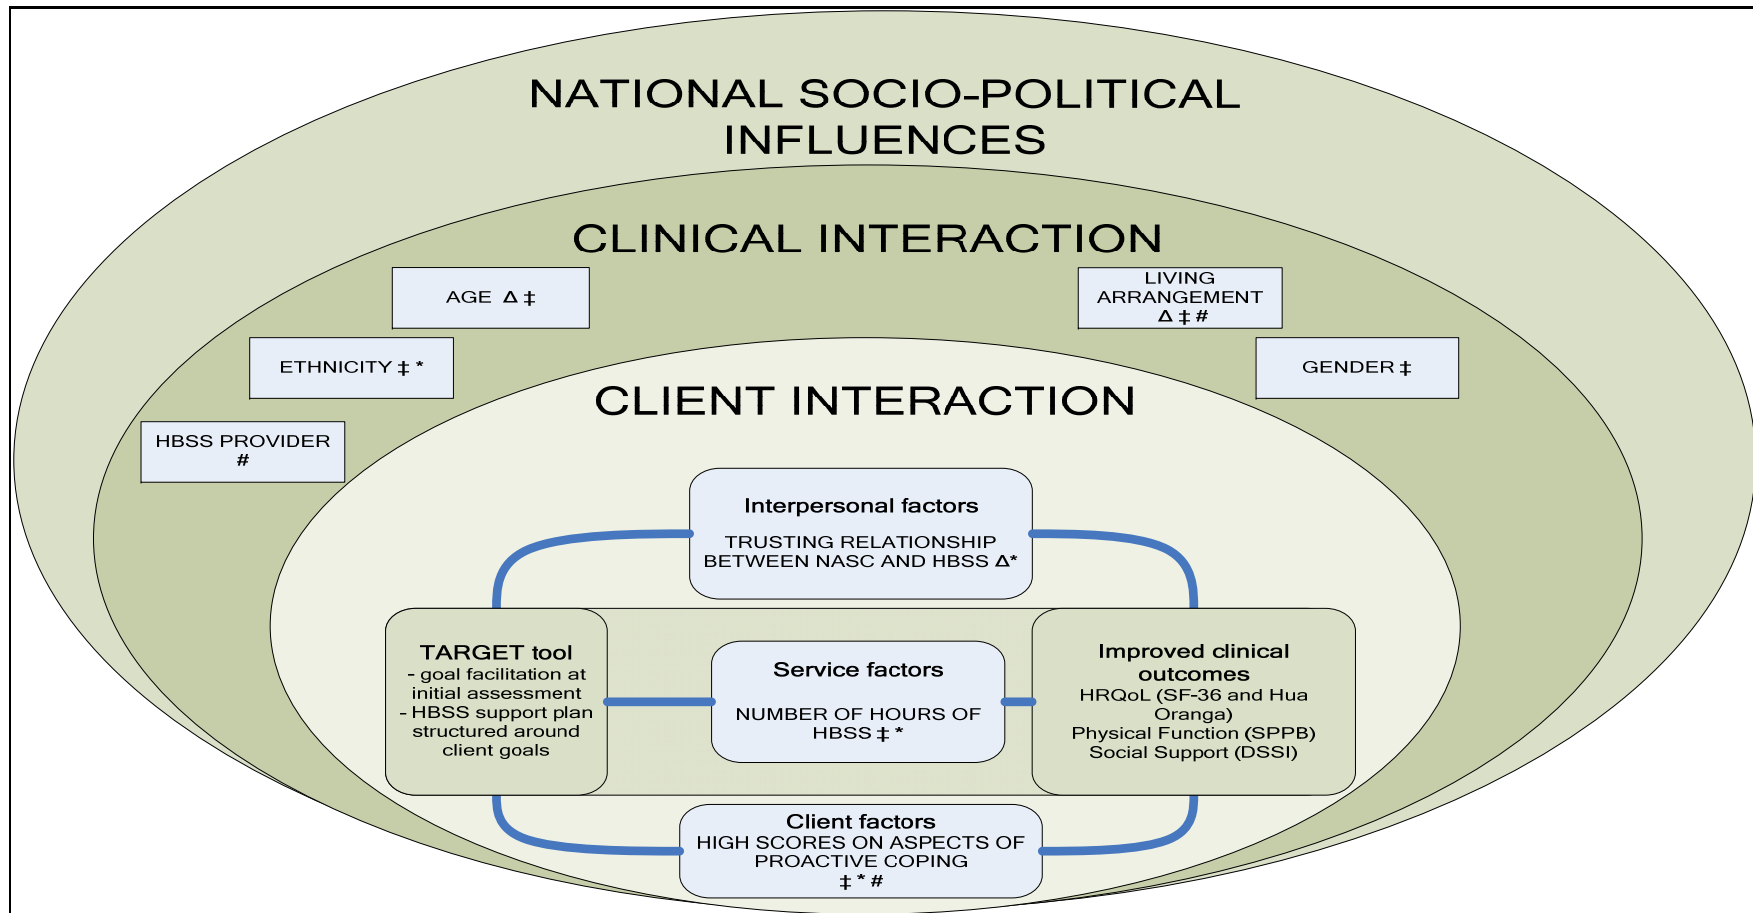 NATIONAL SOCIO-POLITICAL
INFLUENCES
CLINICAL INTERACTION
AGE Δ ‡
LIVING
ARRANGEMENT
Δ ‡ #
ETHNICITY ‡ *
GENDER ‡
HBSS PROVIDER
#
CLIENT INTERACTION
Interpersonal factors
TRUSTING RELATIONSHIP
BETWEEN NASC AND HBSS Δ*
TARGET tool
- goal facilitation at
initial assessment
- HBSS support plan
structured around
client goals
Service factors
NUMBER OF HOURS OF
HBSS ‡ *
Improved clinical
outcomes
HRQoL (SF-36 and Hua
Oranga)
Physical Function (SPPB)
Social Support (DSSI)
Client factors
HIGH SCORES ON ASPECTS OF
PROACTIVE COPING
‡ * #